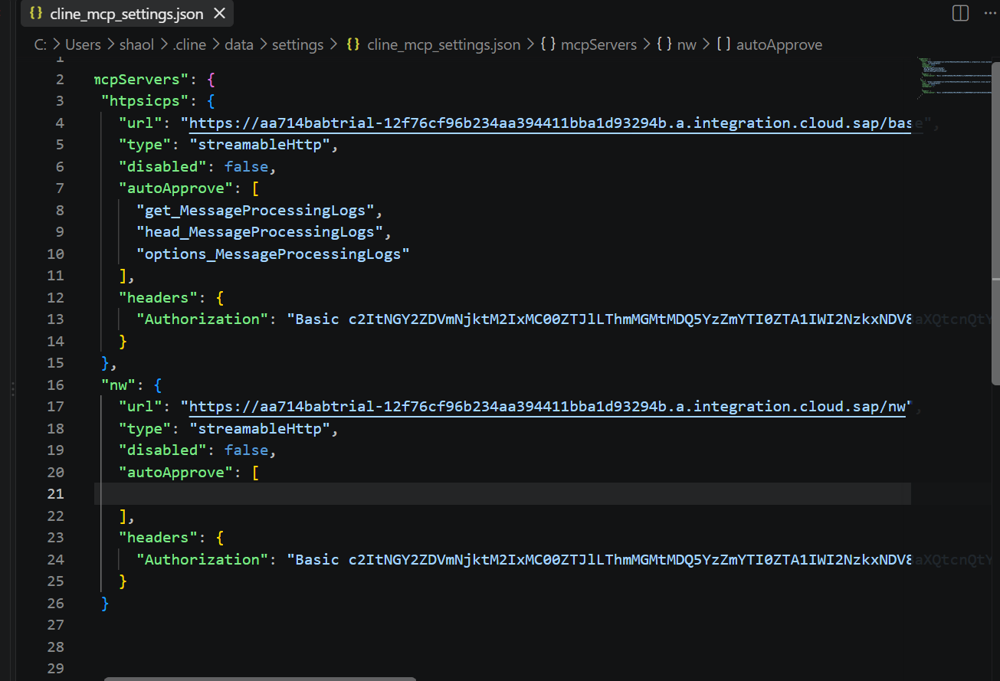 {} cline_mcp_settings.json
C: > Users > shaol > .cline > data > settings > {} cline_mcp_settings.json > { } mcpServers > { } nw > [ ] autoApprove
1
2 mcpServers": {
3 "htpsicps": {
4 "url": "https://aa714babtrial-12f76cf96b234aa394411bba1d93294b.a.integration.cloud.sap/base",
5 "type": "streamableHttp",
6 "disabled": false,
7 "autoApprove": [
8 "get_MessageProcessingLogs",
9 "head_MessageProcessingLogs",
10 "options_MessageProcessingLogs"
11 ],
12 "headers": {
13 "Authorization": "Basic c2ItNGY2ZDVmNjktM2IxMC00ZTJlLThmMGMtMDQ5YzZmYTI0ZTA1IWI2NzkxNDV8aXQtcnQtY
14 }
15 },
16 "nw": {
17 "url": "https://aa714babtrial-12f76cf96b234aa394411bba1d93294b.a.integration.cloud.sap/nw",
18 "type": "streamableHttp",
19 "disabled": false,
20 "autoApprove": [
21
22 ],
23 "headers": {
24 "Authorization": "Basic c2ItNGY2ZDVmNjktM2IxMC00ZTJlLThmMGMtMDQ5YzZmYTI0ZTA1IWI2NzkxNDV8aXQtcnQtY
25 }
26 }
27
28
29